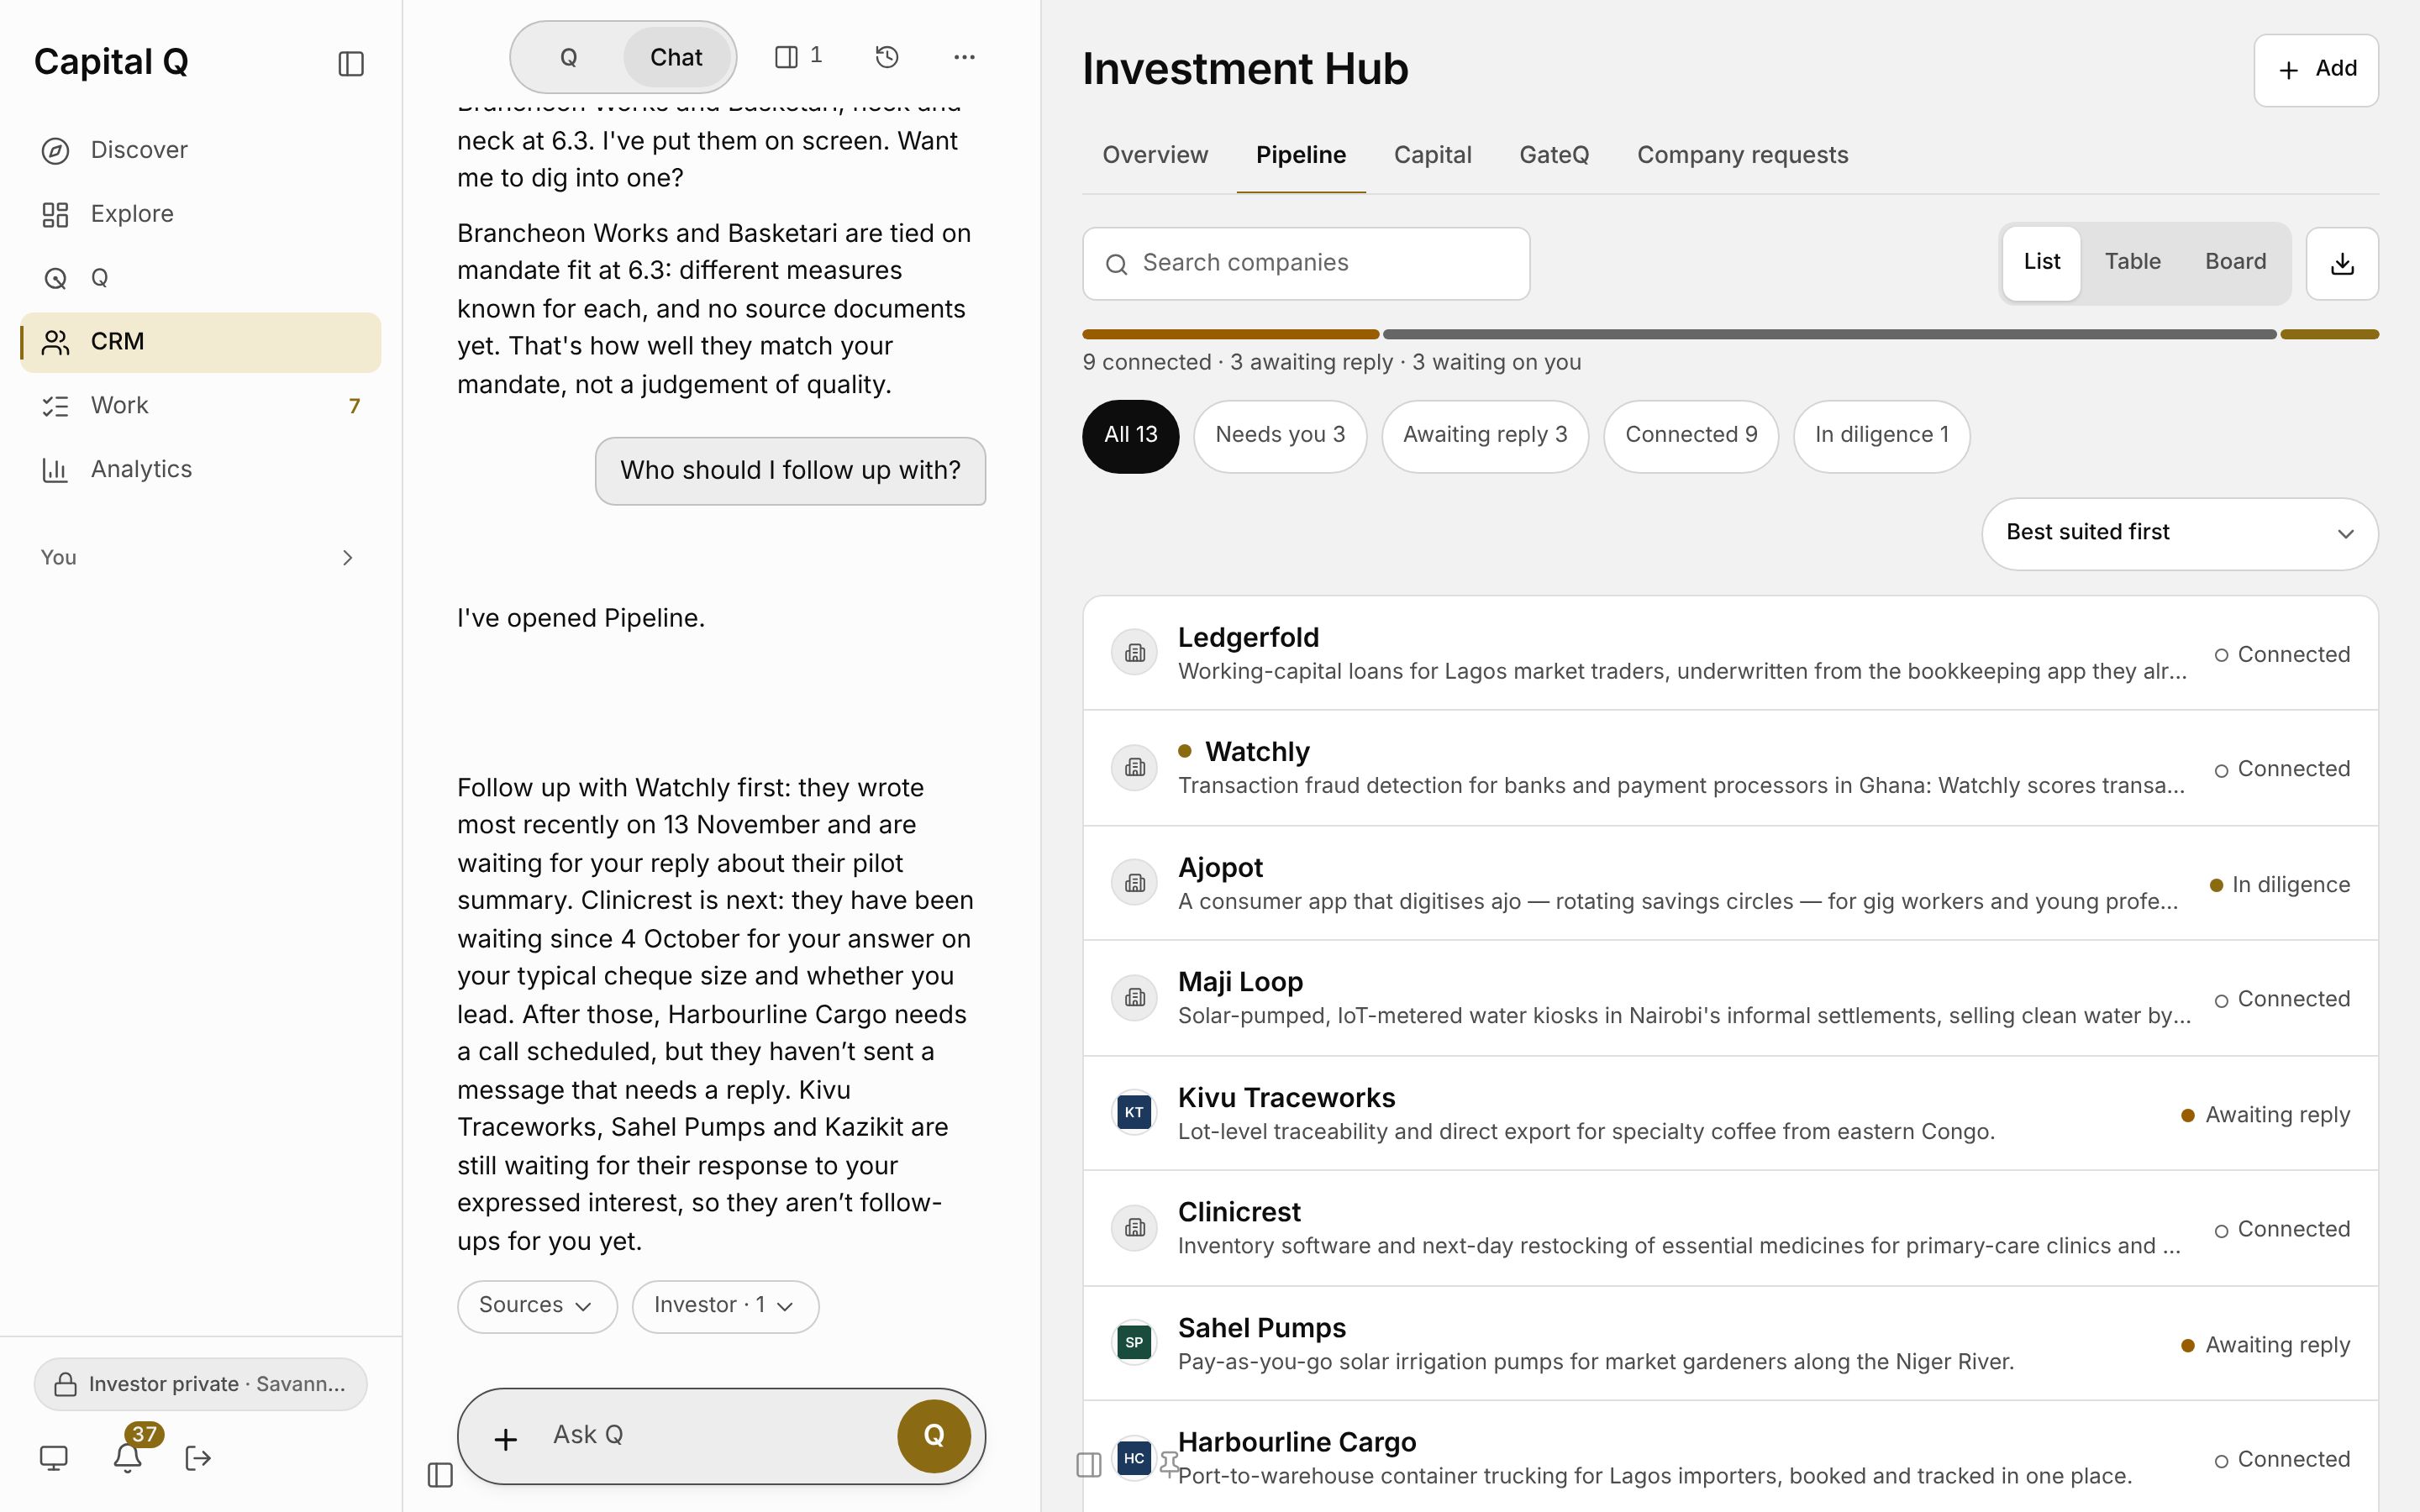 Capital Q
Discover
Explore
Q
CRM
Work 7
Analytics
You
Investor private · Savann...
37
Q Chat 1
Brancheon Works and Basketari, neck and
neck at 6.3. I've put them on screen. Want
me to dig into one?
Brancheon Works and Basketari are tied on
mandate fit at 6.3: different measures
known for each, and no source documents
yet. That's how well they match your
mandate, not a judgement of quality.
Who should I follow up with?
I've opened Pipeline.
Follow up with Watchly first: they wrote
most recently on 13 November and are
waiting for your reply about their pilot
summary. Clinicrest is next: they have been
waiting since 4 October for your answer on
your typical cheque size and whether you
lead. After those, Harbourline Cargo needs
a call scheduled, but they haven’t sent a
message that needs a reply. Kivu
Traceworks, Sahel Pumps and Kazikit are
still waiting for their response to your
expressed interest, so they aren’t follow-
ups for you yet.
Sources Investor · 1
Ask Q Q
Investment Hub
Add
Overview Pipeline Capital GateQ Company requests
Search companies
List Table Board
9 connected · 3 awaiting reply · 3 waiting on you
All 13 Needs you 3 Awaiting reply 3 Connected 9 In diligence 1
Best suited first
Ledgerfold
Working-capital loans for Lagos market traders, underwritten from the bookkeeping app they alr...
Connected
Watchly
Transaction fraud detection for banks and payment processors in Ghana: Watchly scores transa...
Connected
Ajopot
A consumer app that digitises ajo — rotating savings circles — for gig workers and young profe...
In diligence
Maji Loop
Solar-pumped, IoT-metered water kiosks in Nairobi's informal settlements, selling clean water by...
Connected
KT
Kivu Traceworks
Lot-level traceability and direct export for specialty coffee from eastern Congo.
Awaiting reply
Clinicrest
Inventory software and next-day restocking of essential medicines for primary-care clinics and ...
Connected
SP
Sahel Pumps
Pay-as-you-go solar irrigation pumps for market gardeners along the Niger River.
Awaiting reply
HC
Harbourline Cargo
Port-to-warehouse container trucking for Lagos importers, booked and tracked in one place.
Connected